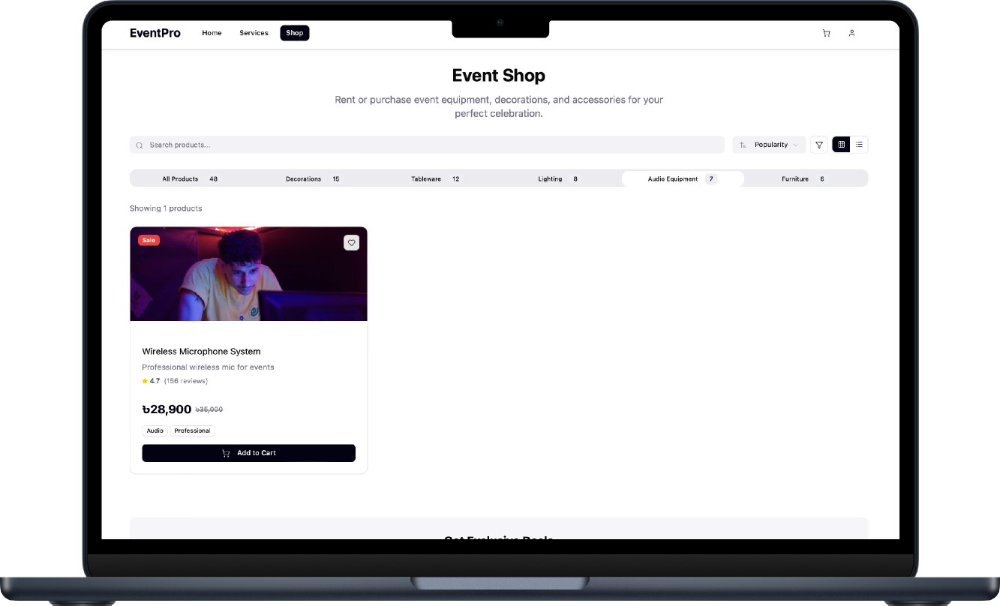 EventPro Home Services Shop
Event Shop
Rent or purchase event equipment, decorations, and accessories for your
perfect celebration.
Search products... Popularity
All Products 48 Decorations 15 Tableware 12 Lighting 8 Audio Equipment 7 Furniture 6
Showing 1 products
Sale
Wireless Microphone System
Professional wireless mic for events
4.7 (156 reviews)
৳28,900 ৳35,000
Audio Professional
Add to Cart
Get Exclusive Deals